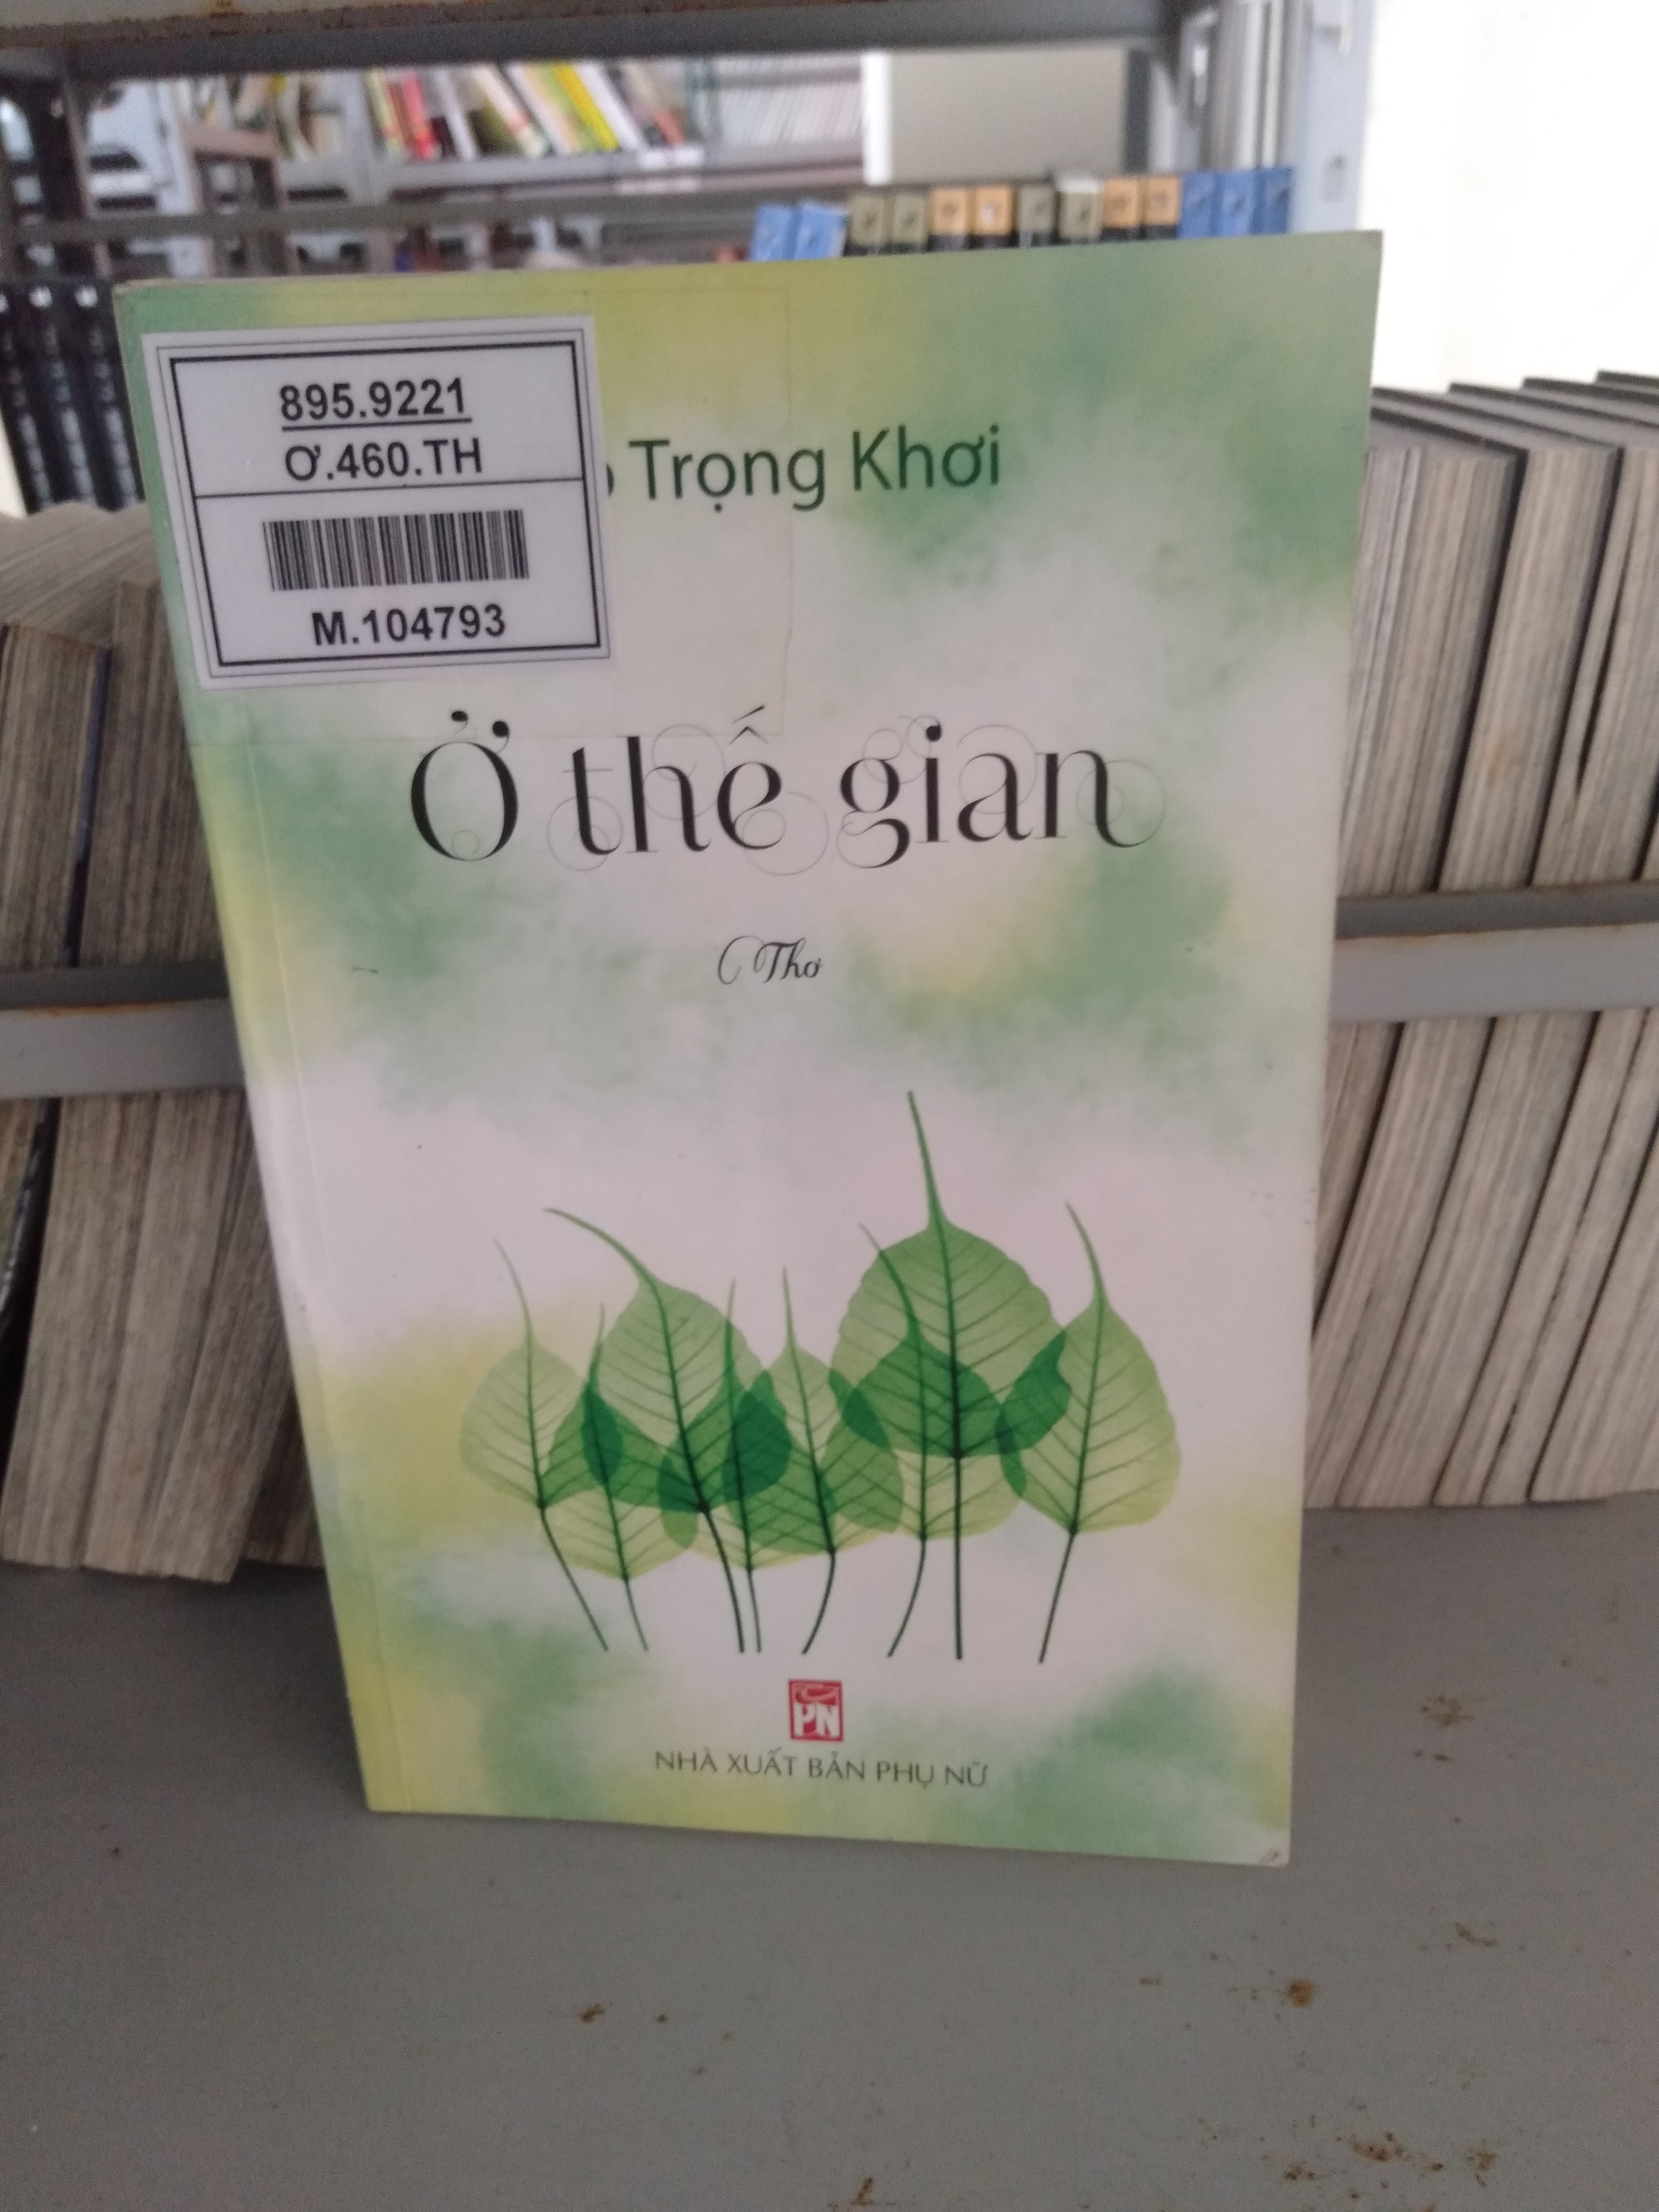 895.9221
Ơ.460.TH
M.104793
Trọng Khơi
Ở thế gian
Thơ
PN
NHÀ XUẤT BẢN PHỤ NỮ